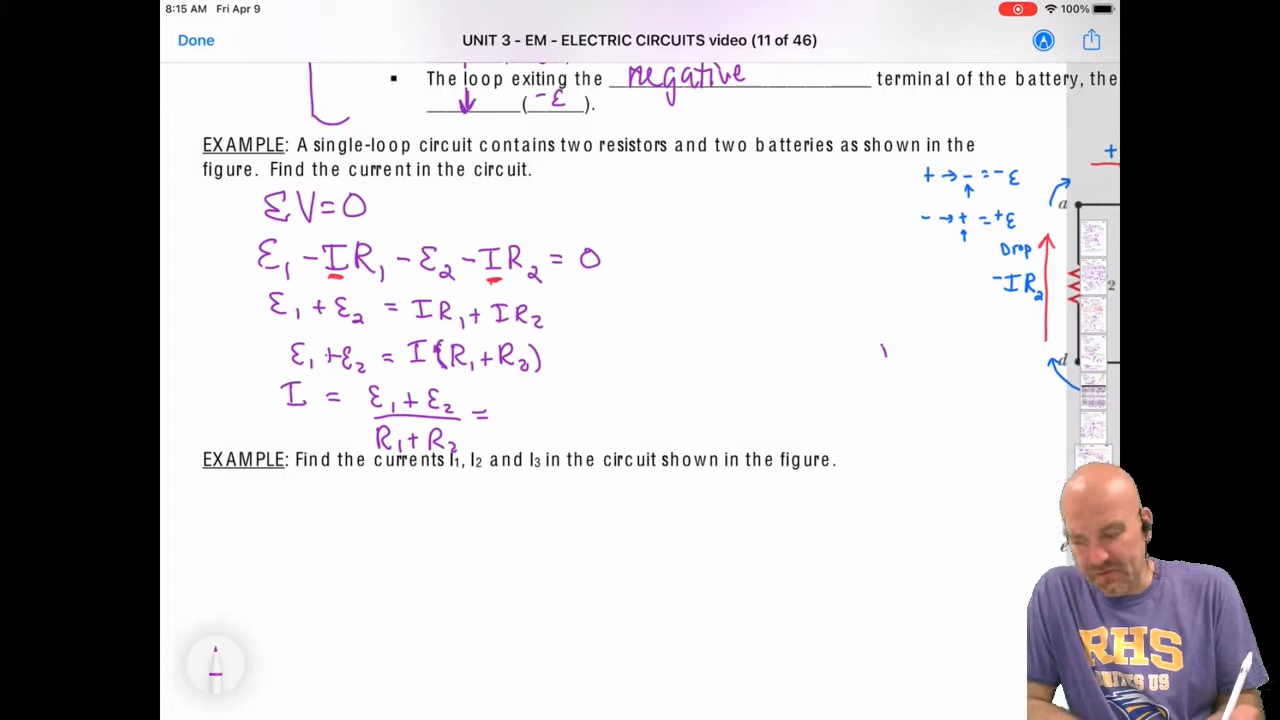 8:15 AM Fri Apr 9
100%
Done
UNIT 3 - EM - ELECTRIC CIRCUITS video (11 of 46)
▪ The loop exiting the negative terminal of the battery, the
↓ (-ε).
EXAMPLE: A single-loop circuit contains two resistors and two batteries as shown in the
figure. Find the current in the circuit.
+
+ → - = -ε
- → + = +ε
a
Drop
-IR₂
2
d
e
ΣV=0
ε₁ - IR₁ - ε₂ - IR₂ = 0
ε₁ + ε₂ = IR₁ + IR₂
ε₁ + ε₂ = I(R₁+R₂)
I = ε₁ + ε₂ =
R₁ + R₂
EXAMPLE: Find the currents I₁, I₂ and I₃ in the circuit shown in the figure.
RHS
UNITES US